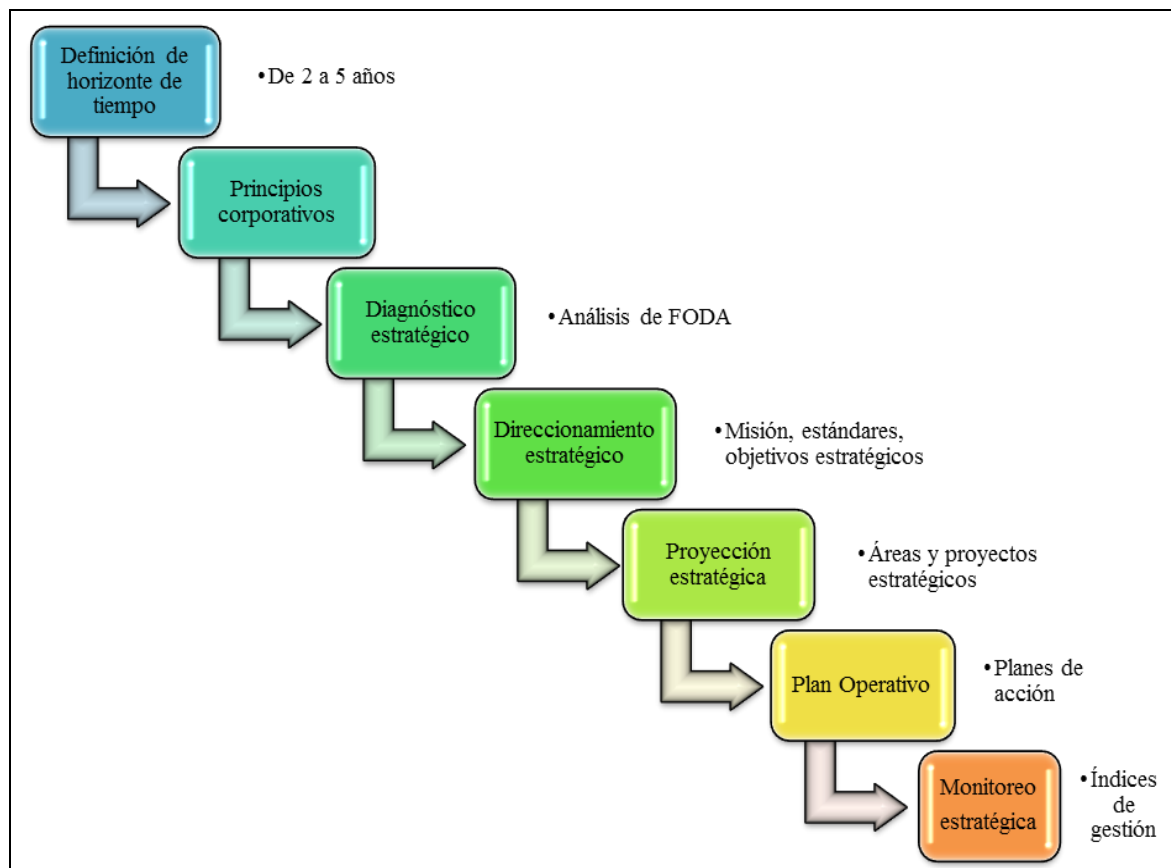 Definición de
horizonte de
tiempo
•De 2 a 5 años
Principios
corporativos
Diagnóstico
estratégico
•Análisis de FODA
Direccionamiento
estratégico
•Misión, estándares,
objetivos estratégicos
Proyección
estratégica
•Áreas y proyectos
estratégicos
Plan Operativo
•Planes de
acción
Monitoreo
estratégica
•Índices
de
gestión